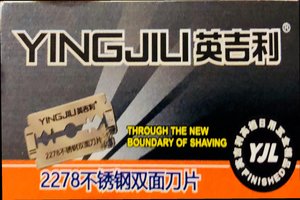 YINGJILI英吉利®
THROUGH THE NEW
BOUNDARY OF SHAVING
YJL
FINISHED
2278不锈钢双面刀片